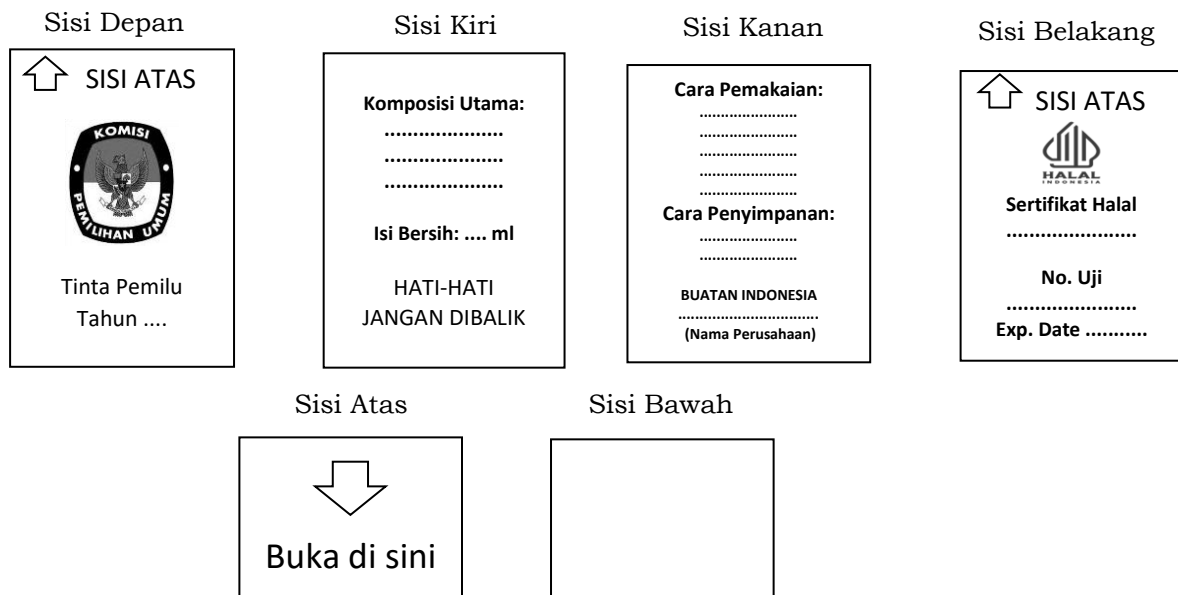 Sisi Depan
SISI ATAS
KOMISI
PEMILIHAN UMUM
Tinta Pemilu
Tahun ....
Sisi Kiri
Komposisi Utama:
.....................
.....................
.....................
Isi Bersih: .... ml
HATI-HATI
JANGAN DIBALIK
Sisi Kanan
Cara Pemakaian:
.......................
.......................
.......................
.......................
.......................
Cara Penyimpanan:
.......................
.......................
BUATAN INDONESIA
.................................
(Nama Perusahaan)
Sisi Belakang
SISI ATAS
HALAL
INDONESIA
Sertifikat Halal
.......................
No. Uji
.......................
Exp. Date ...........
Sisi Atas
Buka di sini
Sisi Bawah